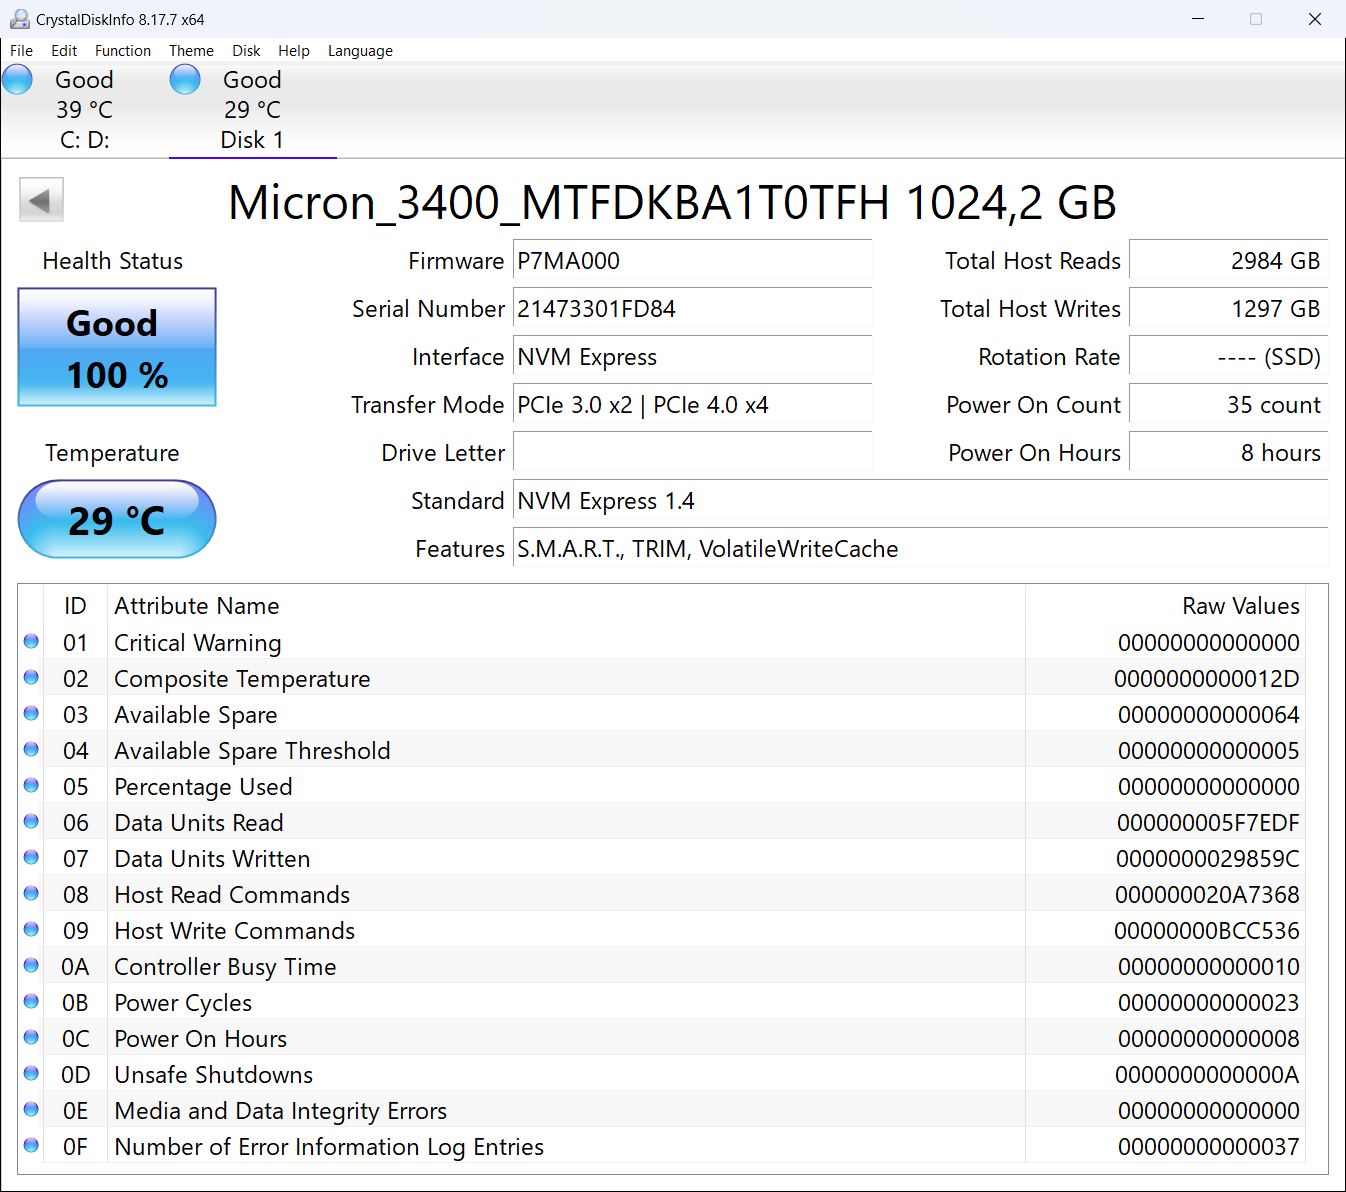 CrystalDiskInfo 8.17.7 x64
File Edit Function Theme Disk Help Language
Good Good
39 °C 29 °C
C: D: Disk 1
Micron_3400_MTFDKBA1T0TFH 1024,2 GB
Health Status Firmware P7MA000 Total Host Reads 2984 GB
Good Serial Number 21473301FD84 Total Host Writes 1297 GB
100 % Interface NVM Express Rotation Rate ---- (SSD)
Transfer Mode PCIe 3.0 x2 | PCIe 4.0 x4 Power On Count 35 count
Temperature Drive Letter Power On Hours 8 hours
29 °C Standard NVM Express 1.4
Features S.M.A.R.T., TRIM, VolatileWriteCache
ID Attribute Name Raw Values
01 Critical Warning 00000000000000
02 Composite Temperature 0000000000012D
03 Available Spare 00000000000064
04 Available Spare Threshold 00000000000005
05 Percentage Used 00000000000000
06 Data Units Read 000000005F7EDF
07 Data Units Written 0000000029859C
08 Host Read Commands 000000020A7368
09 Host Write Commands 00000000BCC536
0A Controller Busy Time 00000000000010
0B Power Cycles 00000000000023
0C Power On Hours 00000000000008
0D Unsafe Shutdowns 0000000000000A
0E Media and Data Integrity Errors 00000000000000
0F Number of Error Information Log Entries 00000000000037